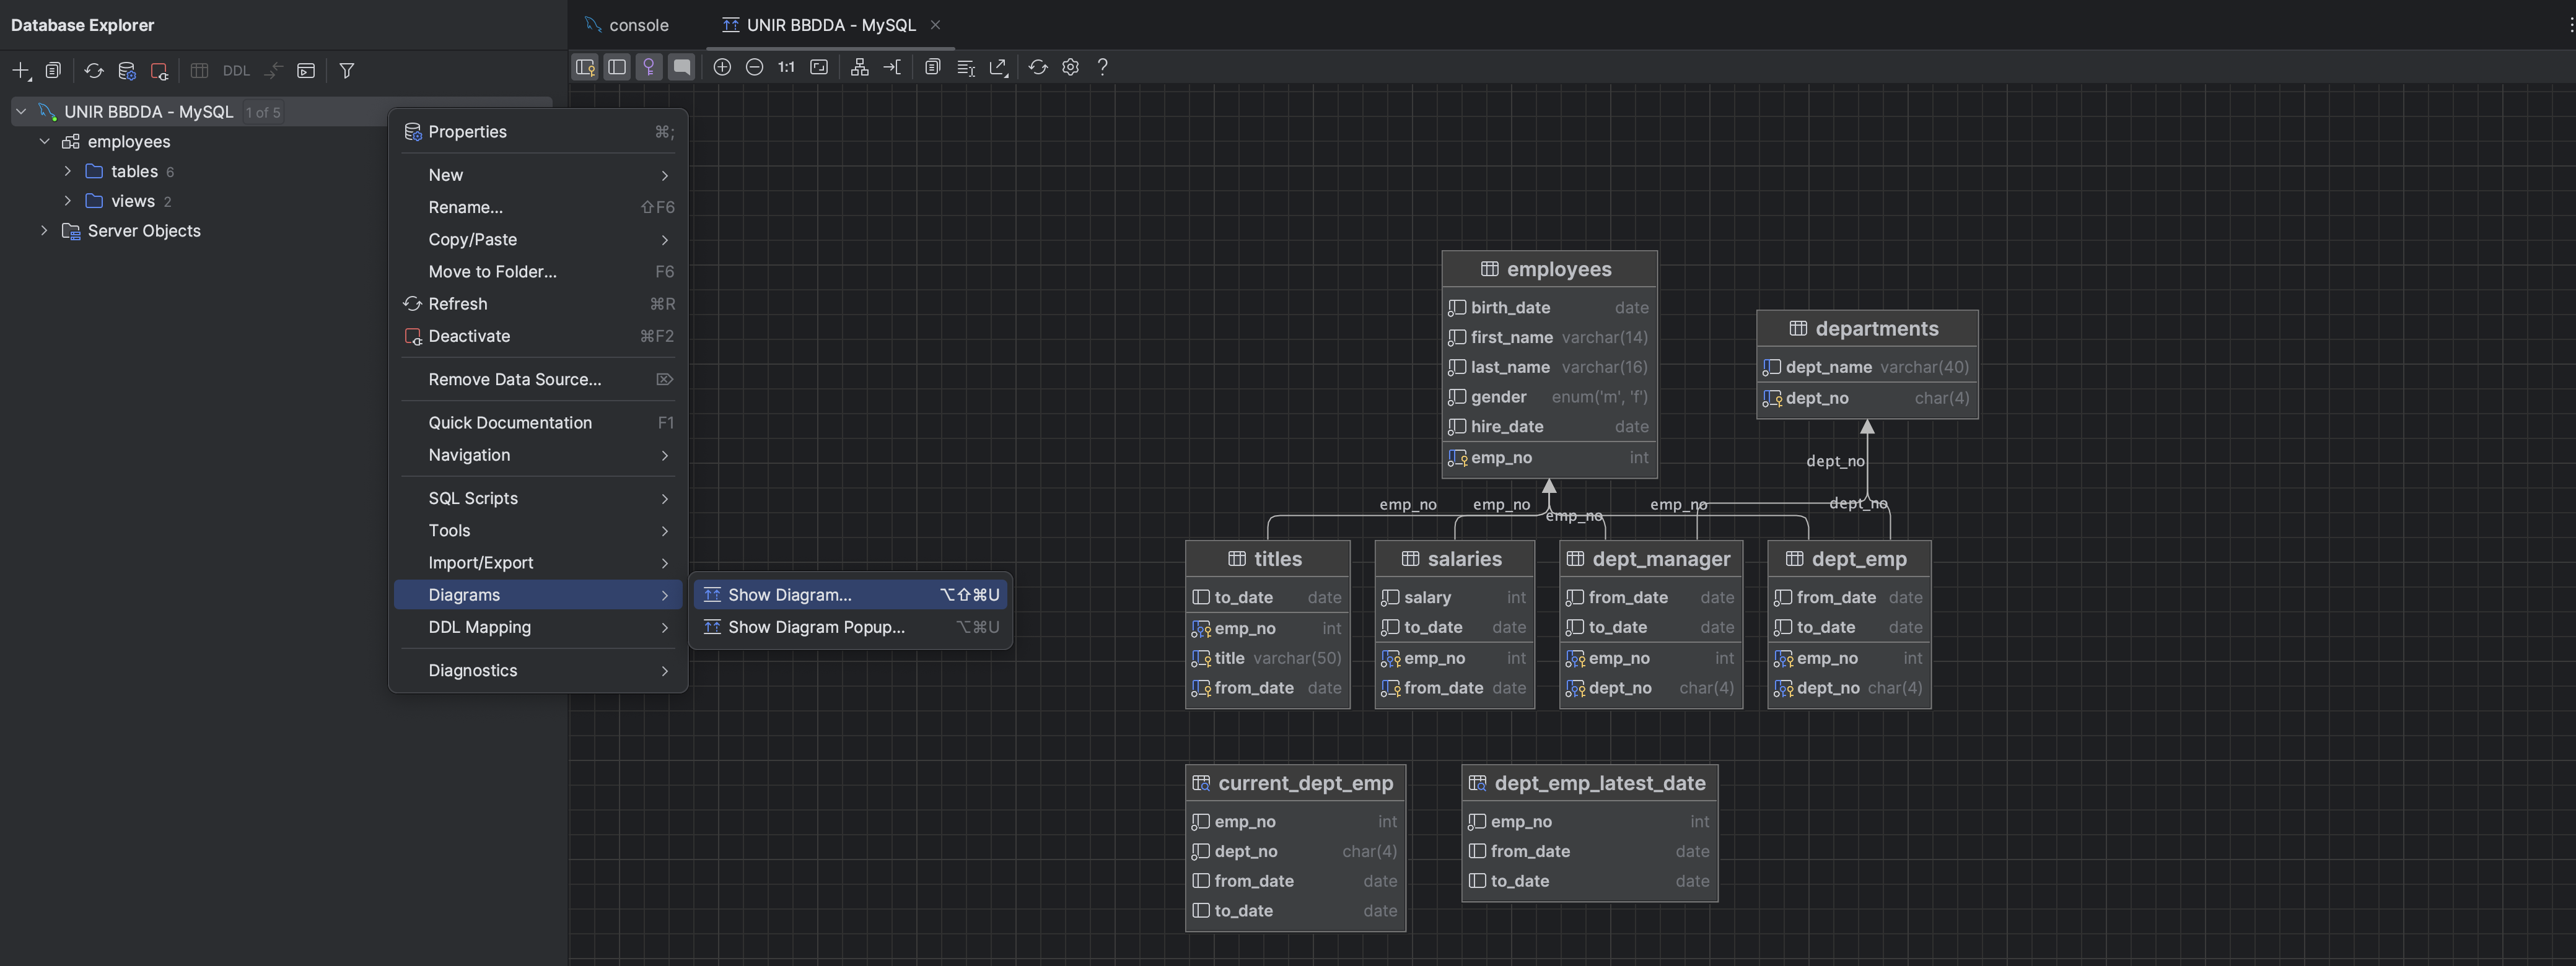 Database Explorer
console
UNIR BBDDA - MySQL
DDL
1:1
?
UNIR BBDDA - MySQL 1 of 5
employees
tables 6
views 2
Server Objects
Properties ⌘;
New
Rename... ⇧F6
Copy/Paste
Move to Folder... F6
Refresh ⌘R
Deactivate ⌘F2
Remove Data Source... ⌦
Quick Documentation F1
Navigation
SQL Scripts
Tools
Import/Export
Diagrams
DDL Mapping
Diagnostics
Show Diagram... ⌥⇧⌘U
Show Diagram Popup... ⌥⌘U
employees
birth_date date
first_name varchar(14)
last_name varchar(16)
gender enum('m', 'f')
hire_date date
emp_no int
departments
dept_name varchar(40)
dept_no char(4)
dept_no
emp_no
emp_no
emp_no
emp_no
dept_no
titles
to_date date
emp_no int
title varchar(50)
from_date date
salaries
salary int
to_date date
emp_no int
from_date date
dept_manager
from_date date
to_date date
emp_no int
dept_no char(4)
dept_emp
from_date date
to_date date
emp_no int
dept_no char(4)
current_dept_emp
emp_no int
dept_no char(4)
from_date date
to_date date
dept_emp_latest_date
emp_no int
from_date date
to_date date